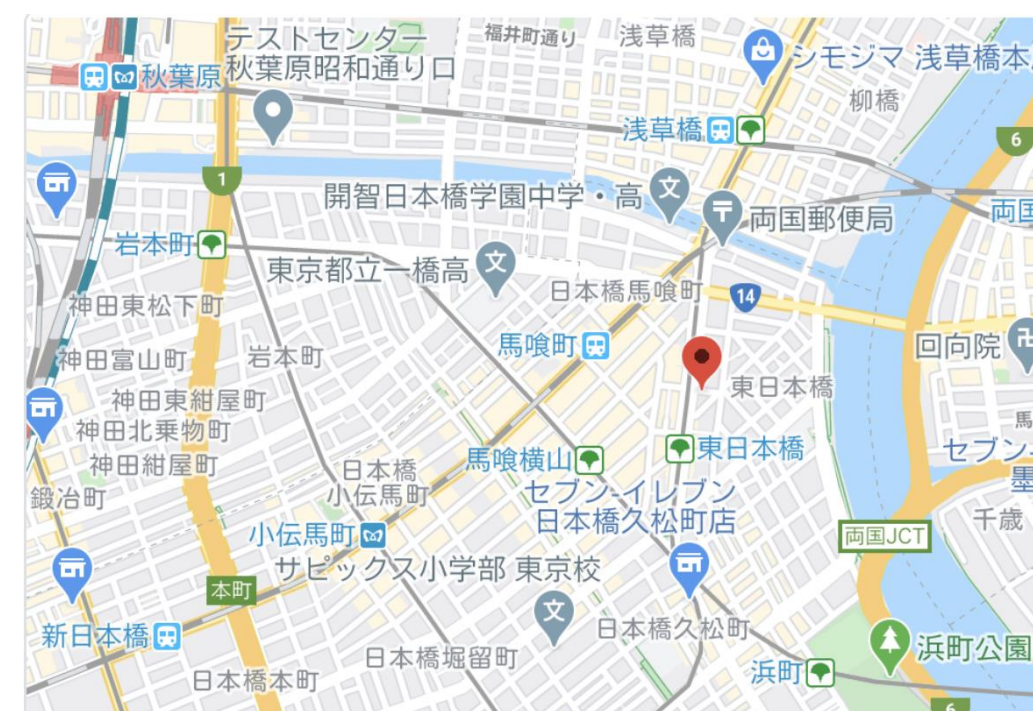 テストセンター
秋葉原昭和通り口
福井町通り
浅草橋
シモジマ 浅草橋本
秋葉原
柳橋
浅草橋
6
1
開智日本橋学園中学・高
両国郵便局
両国
岩本町
東京都立一橋高
日本橋馬喰町
14
神田東松下町
馬喰町
回向院
神田富山町
岩本町
東日本橋
神田東紺屋町
神田北乗物町
馬喰横山
東日本橋
セブン
神田紺屋町
日本橋
小伝馬町
鍛冶町
セブン-イレブン
日本橋久松町店
墨
千歳
小伝馬町
両国JCT
サピックス小学部 東京校
本町
新日本橋
日本橋久松町
浜町公園
日本橋堀留町
浜町
日本橋本町
6